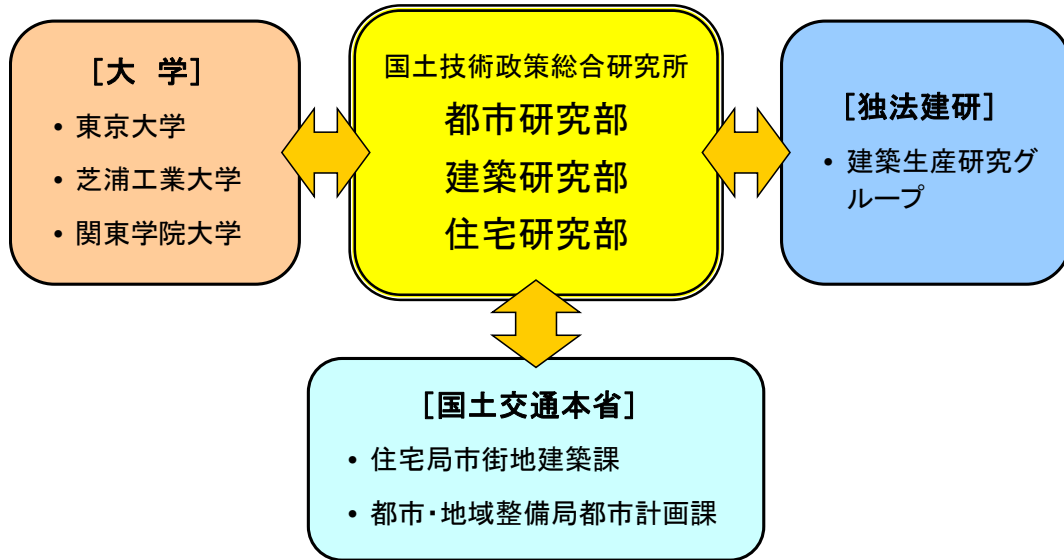 [大 学]
• 東京大学
• 芝浦工業大学
• 関東学院大学
国土技術政策総合研究所
都市研究部
建築研究部
住宅研究部
[独法建研]
• 建築生産研究グ
ループ
[国土交通本省]
• 住宅局市街地建築課
• 都市・地域整備局都市計画課